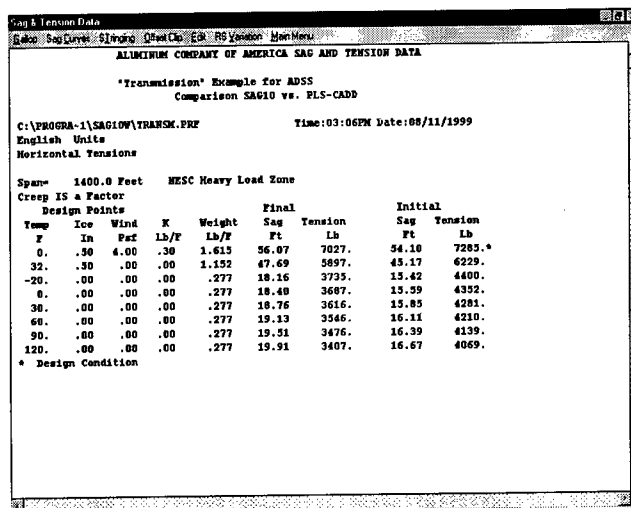 Sag & Tension Data
Gallop Sag Curves Stringing Offset Clip Edit RS Variation Main Menu
ALUMINUM COMPANY OF AMERICA SAG AND TENSION DATA
"Transmission" Example for ADSS
Comparison SAG10 vs. PLS-CADD
C:\PROGRA~1\SAG10W\TRANSM.PRF Time:03:06PM Date:08/11/1999
English Units
Horizontal Tensions
Span= 1400.0 Feet NESC Heavy Load Zone
Creep IS a Factor
Design Points Final Initial
Temp Ice Wind K Weight Sag Tension Sag Tension
F In Psf Lb/F Lb/F Ft Lb Ft Lb
0. .50 4.00 .30 1.615 56.07 7027. 54.10 7285.*
32. .50 .00 .00 1.152 47.69 5897. 45.17 6229.
-20. .00 .00 .00 .277 18.16 3735. 15.42 4400.
0. .00 .00 .00 .277 18.40 3687. 15.59 4352.
30. .00 .00 .00 .277 18.76 3616. 15.85 4281.
60. .00 .00 .00 .277 19.13 3546. 16.11 4210.
90. .00 .00 .00 .277 19.51 3476. 16.39 4139.
120. .00 .00 .00 .277 19.91 3407. 16.67 4069.
* Design Condition